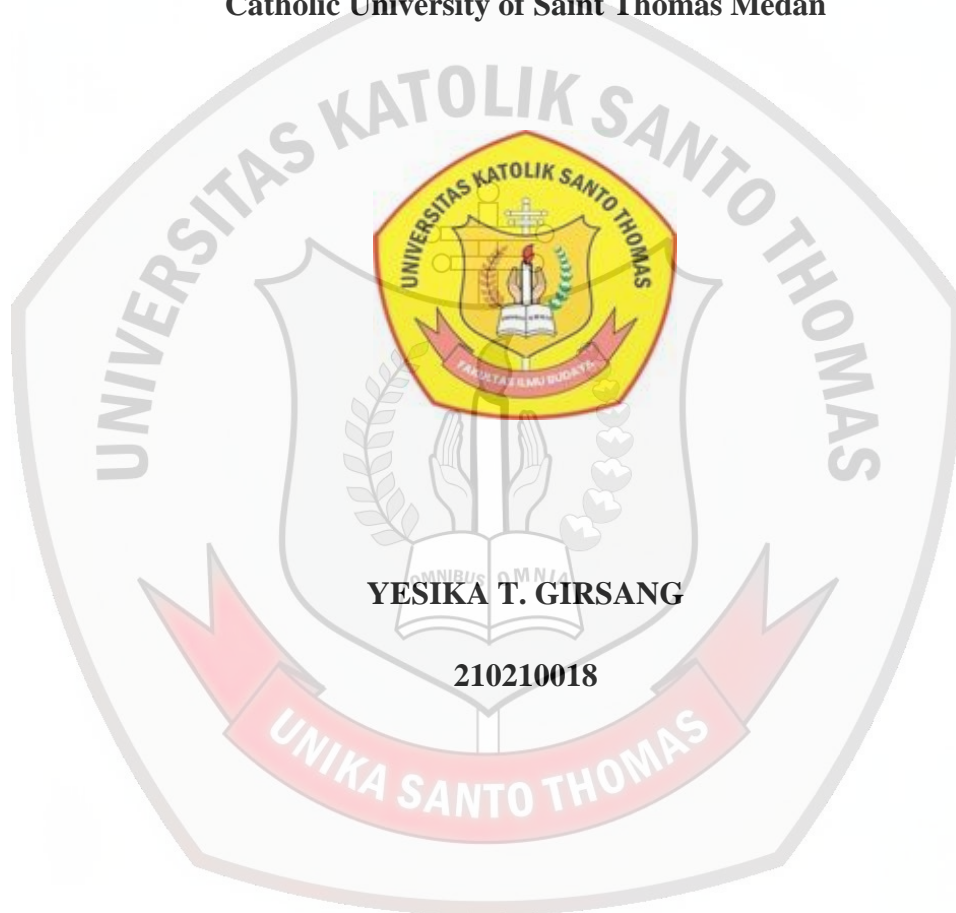 Catholic University of Saint Thomas Medan
UNIVERSITAS KATOLIK SANTO THOMAS
UNIVERSITAS KATOLIK SANTO THOMAS
FAKULTAS ILMU BUDAYA
OMNIBUS OMNIA
YESIKA T. GIRSANG
210210018
UNIKA SANTO THOMAS